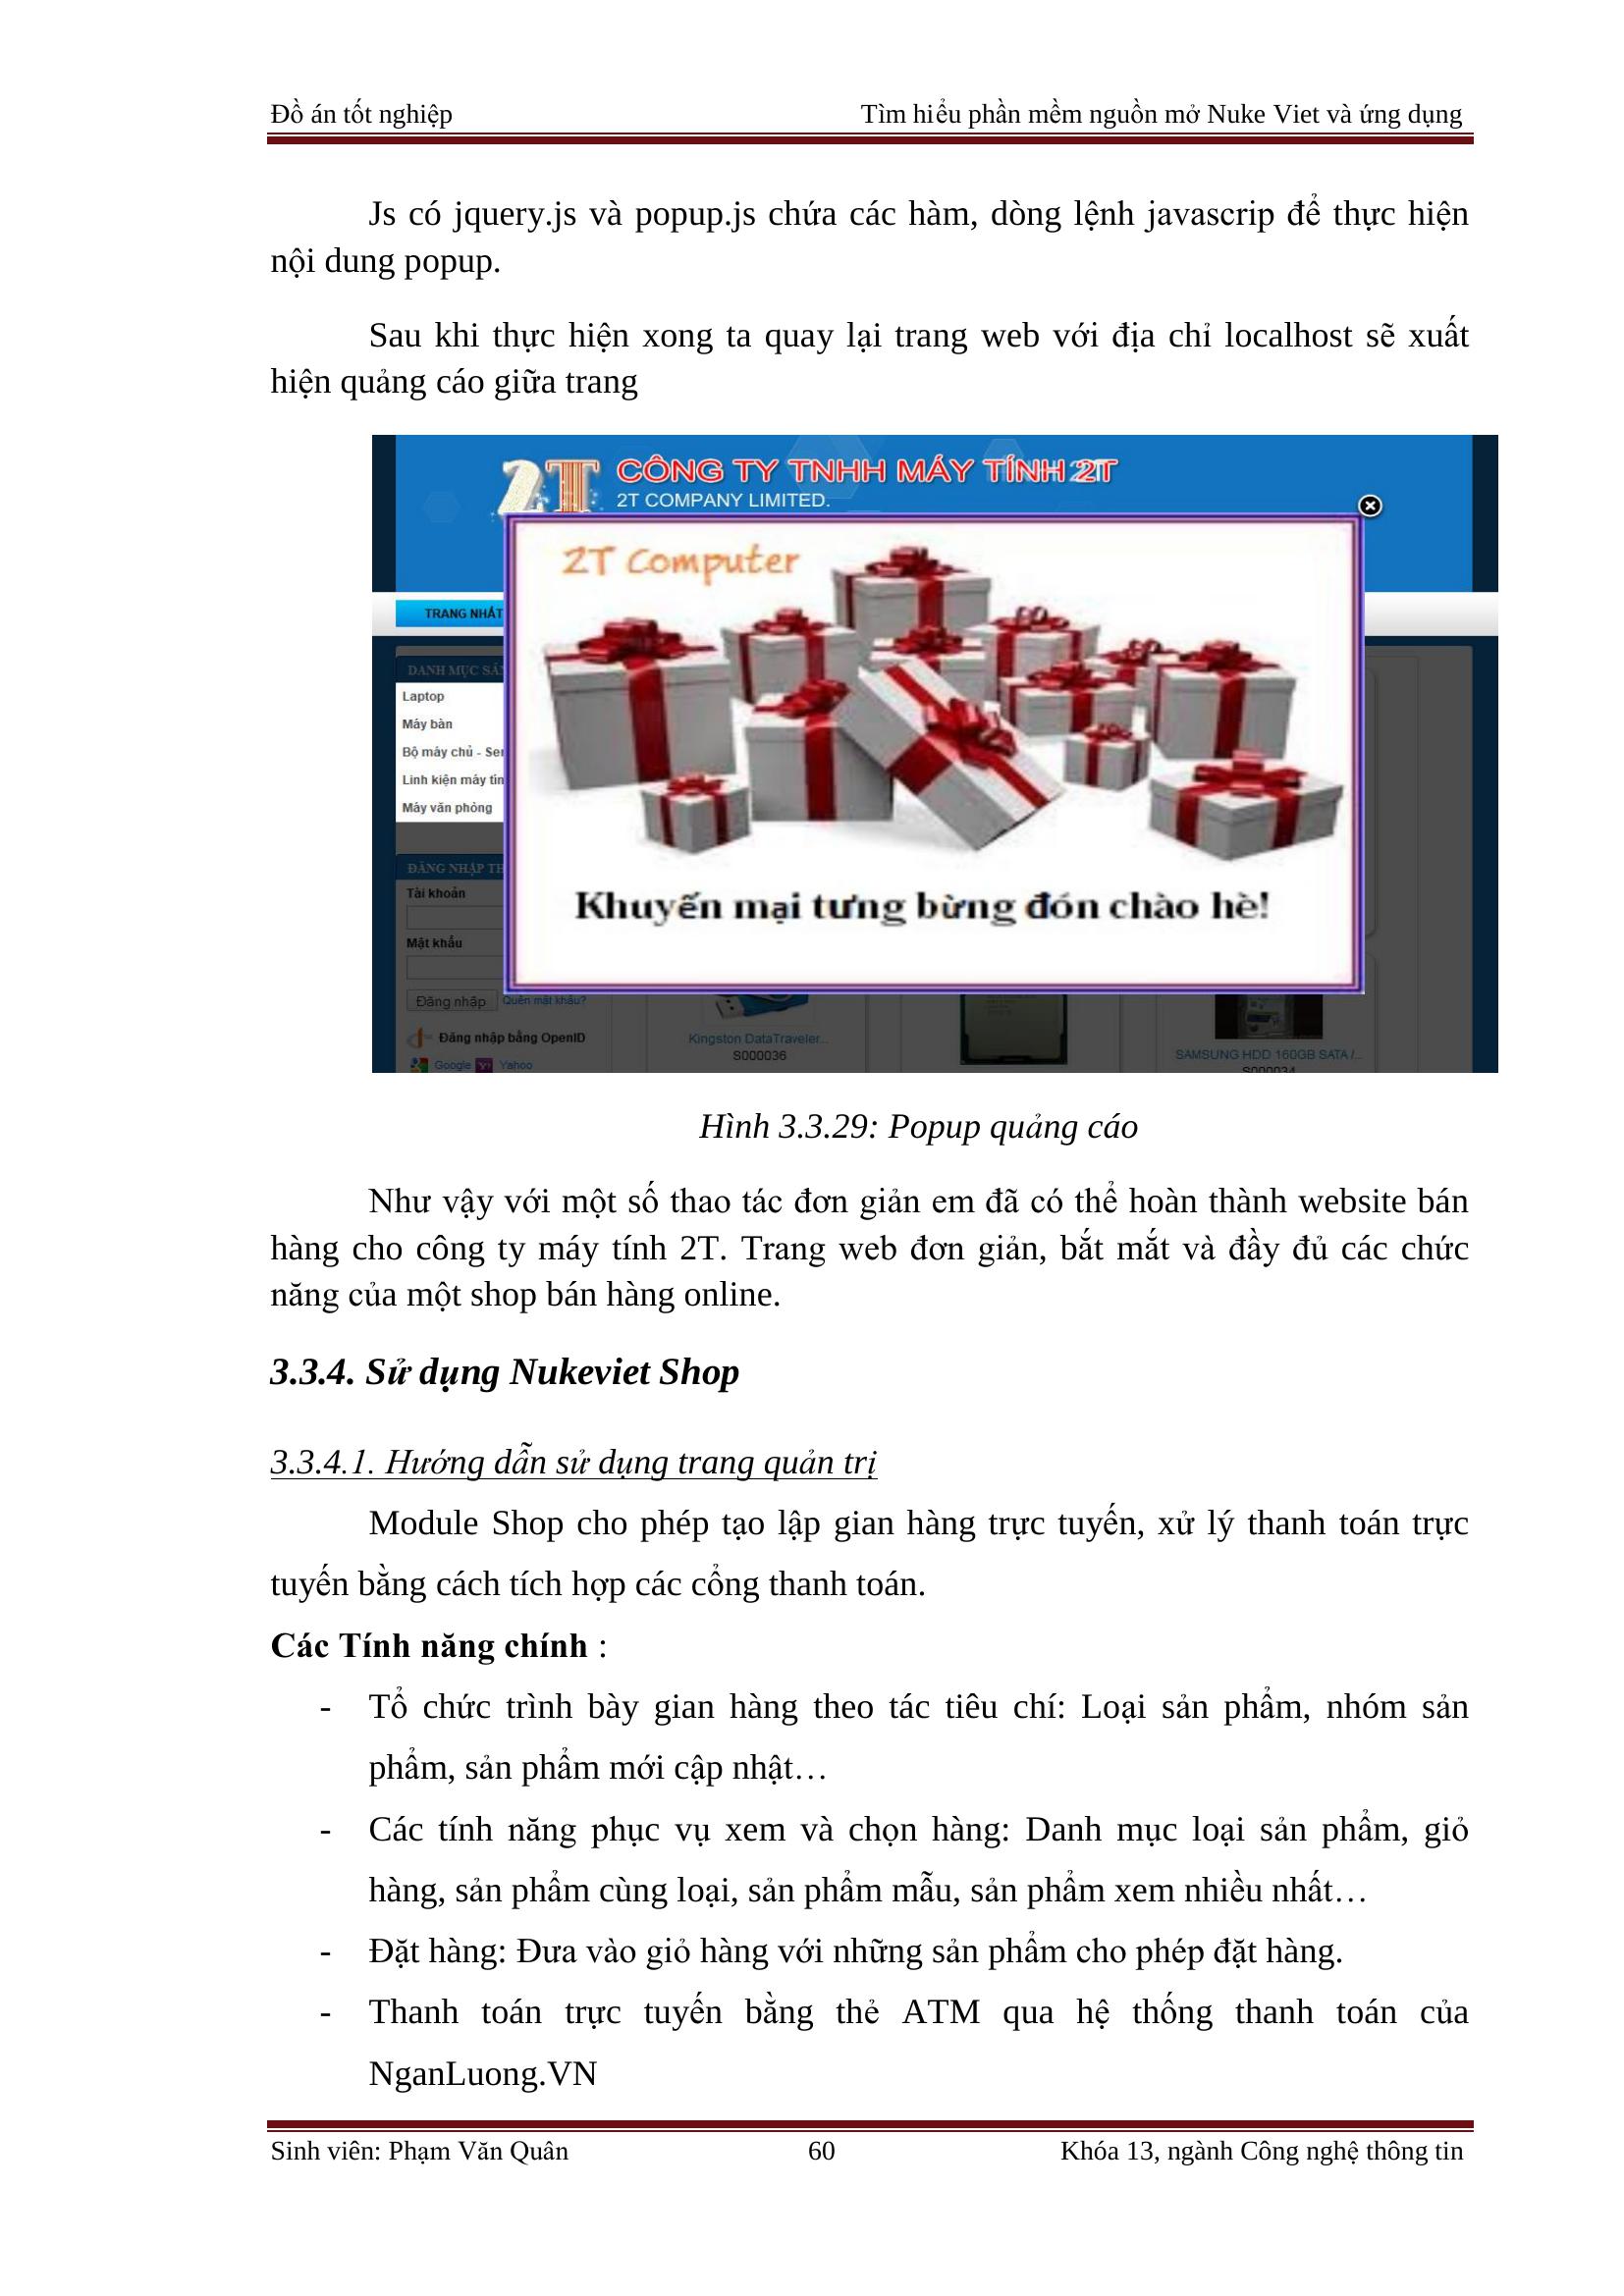 Đồ án tốt nghiệp
Tìm hiểu phần mềm nguồn mở Nuke Viet và ứng dụng
Js có jquery.js và popup.js chứa các hàm, dòng lệnh javascrip để thực hiện
nội dung popup.
Sau khi thực hiện xong ta quay lại trang web với địa chỉ localhost sẽ xuất
hiện quảng cáo giữa trang
2T CÔNG TY TNHH MÁY TÍNH 2T
2T COMPANY LIMITED.
2T Computer
TRANG NHẤT
DANH MỤC SẢN
Laptop
Máy bàn
Bộ máy chủ - Ser
Linh kiện máy tín
Máy văn phòng
ĐĂNG NHẬP TH
Tài khoản
Mật khẩu
Đăng nhập Quên mật khẩu?
Đăng nhập bằng OpenID
Google Yahoo
Khuyến mại tưng bừng đón chào hè!
Kingston DataTraveler...
S000036
SAMSUNG HDD 160GB SATA /...
S000034
Hình 3.3.29: Popup quảng cáo
Như vậy với một số thao tác đơn giản em đã có thể hoàn thành website bán
hàng cho công ty máy tính 2T. Trang web đơn giản, bắt mắt và đầy đủ các chức
năng của một shop bán hàng online.
3.3.4. Sử dụng Nukeviet Shop
3.3.4.1. Hướng dẫn sử dụng trang quản trị
Module Shop cho phép tạo lập gian hàng trực tuyến, xử lý thanh toán trực
tuyến bằng cách tích hợp các cổng thanh toán.
Các Tính năng chính :
- Tổ chức trình bày gian hàng theo tác tiêu chí: Loại sản phẩm, nhóm sản
phẩm, sản phẩm mới cập nhật…
- Các tính năng phục vụ xem và chọn hàng: Danh mục loại sản phẩm, giỏ
hàng, sản phẩm cùng loại, sản phẩm mẫu, sản phẩm xem nhiều nhất…
- Đặt hàng: Đưa vào giỏ hàng với những sản phẩm cho phép đặt hàng.
- Thanh toán trực tuyến bằng thẻ ATM qua hệ thống thanh toán của
NganLuong.VN
Sinh viên: Phạm Văn Quân
60
Khóa 13, ngành Công nghệ thông tin